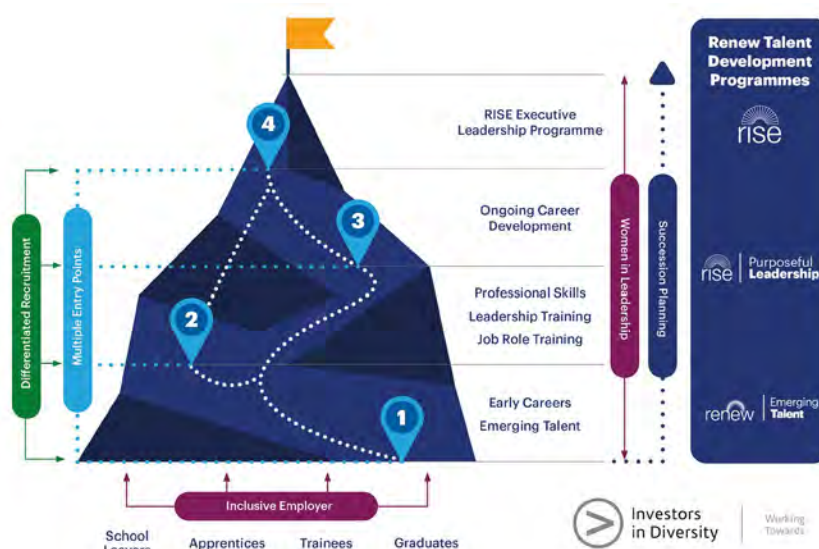 Renew Talent
Development
Programmes
rise
rise
Purposeful
Leadership
renew
Emerging
Talent
4
3
2
1
RISE Executive
Leadership Programme
Ongoing Career
Development
Professional Skills
Leadership Training
Job Role Training
Early Careers
Emerging Talent
Differentiated Recruitment
Multiple Entry Points
Women in Leadership
Succession Planning
Inclusive Employer
School
Leavers
Apprentices
Trainees
Graduates
Investors
in Diversity
Working
Towards